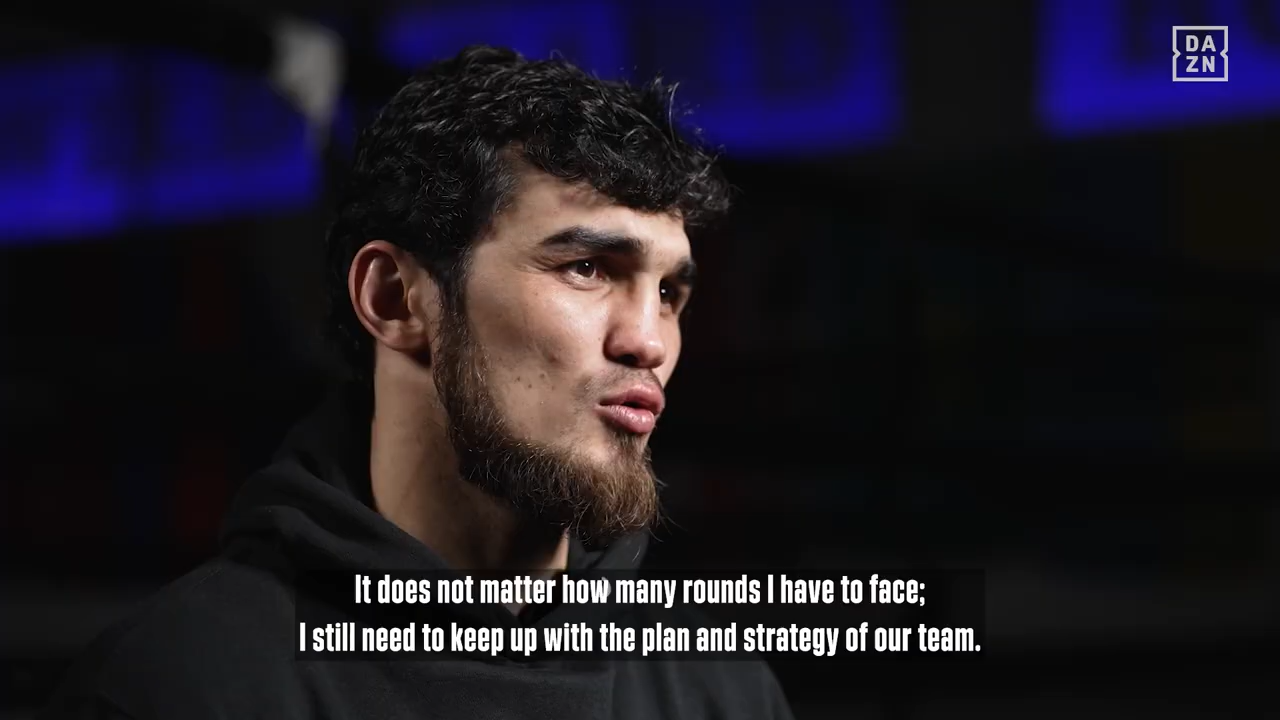 DA
ZN
It does not matter how many rounds I have to face;
I still need to keep up with the plan and strategy of our team.